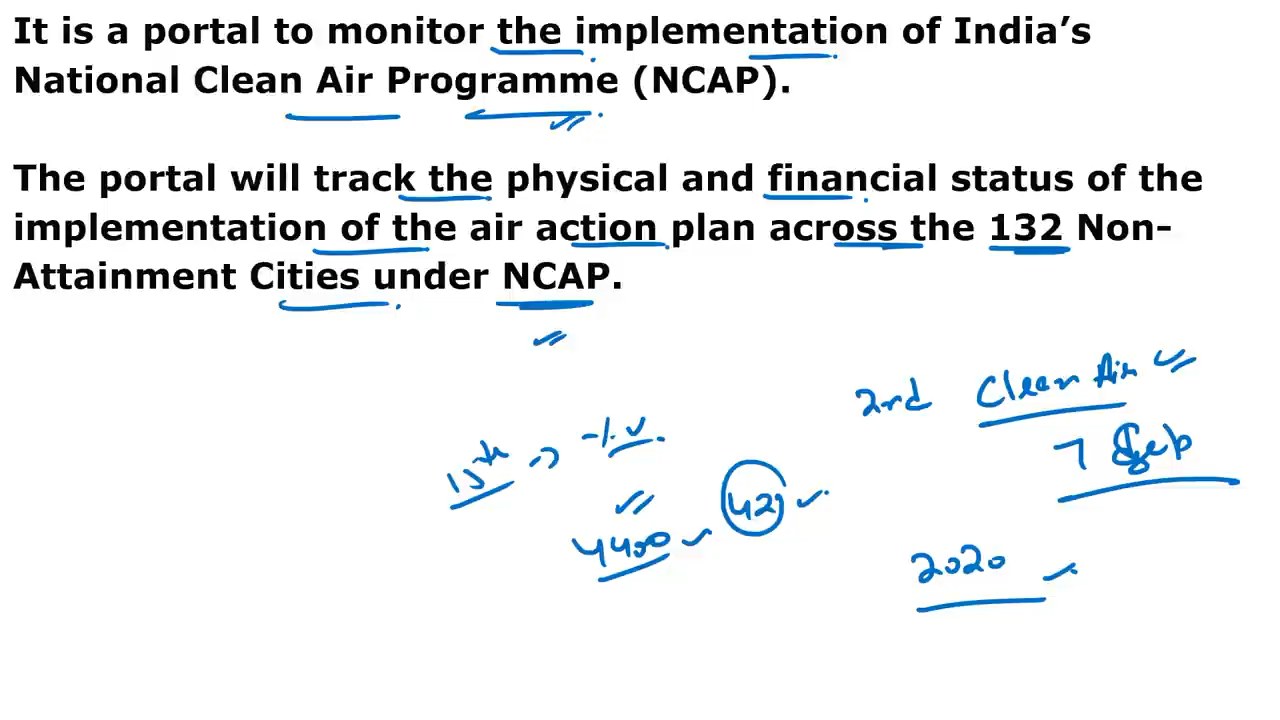 It is a portal to monitor the implementation of India’s
National Clean Air Programme (NCAP).
The portal will track the physical and financial status of the
implementation of the air action plan across the 132 Non-
Attainment Cities under NCAP.
2nd Clean Air
7 Sep
15th
42
4400
2020